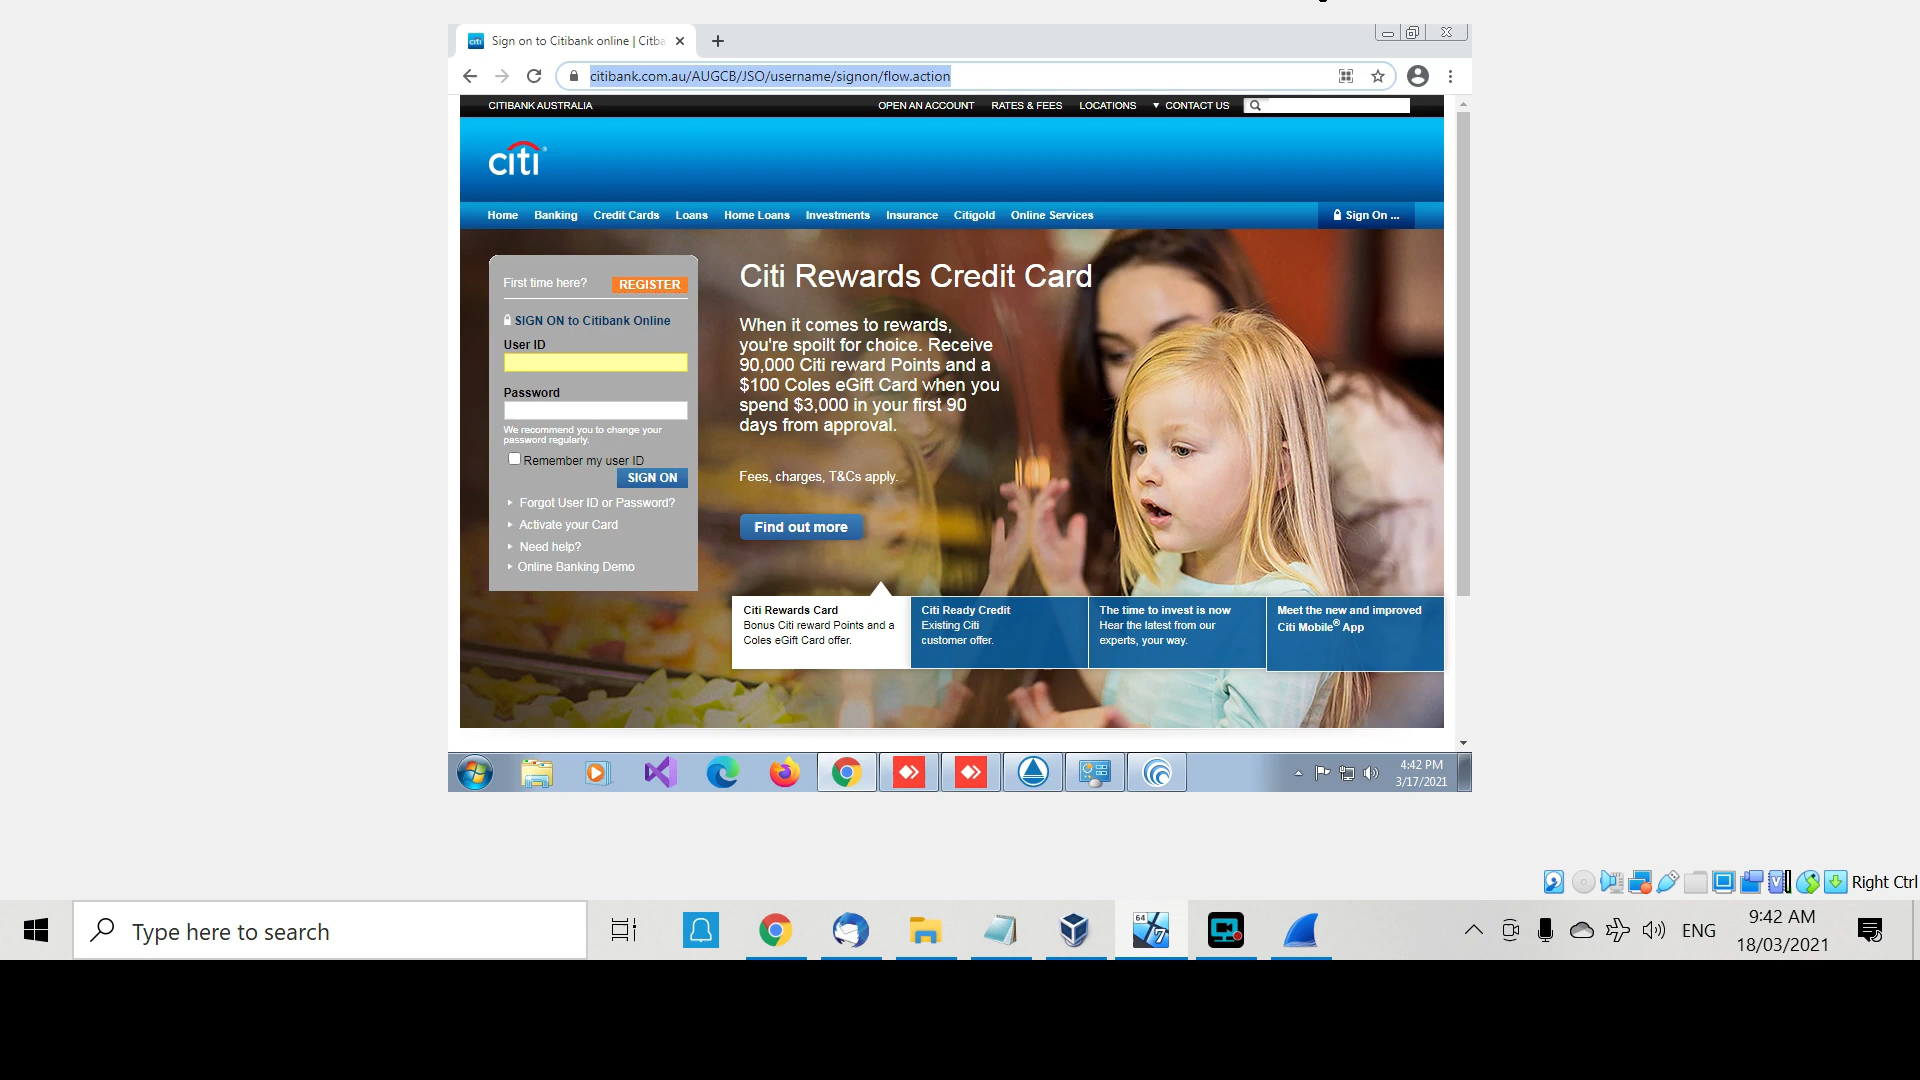 citi Sign on to Citibank online | Citba
citibank.com.au/AUGCB/JSO/username/signon/flow.action
CITIBANK AUSTRALIA
OPEN AN ACCOUNT RATES & FEES LOCATIONS CONTACT US
citi
Home Banking Credit Cards Loans Home Loans Investments Insurance Citigold Online Services Sign On ...
First time here? REGISTER
SIGN ON to Citibank Online
User ID
Password
We recommend you to change your
password regularly.
Remember my user ID
SIGN ON
Forgot User ID or Password?
Activate your Card
Need help?
Online Banking Demo
Citi Rewards Credit Card
When it comes to rewards,
you're spoilt for choice. Receive
90,000 Citi reward Points and a
$100 Coles eGift Card when you
spend $3,000 in your first 90
days from approval.
Fees, charges, T&Cs apply.
Find out more
Citi Rewards Card
Bonus Citi reward Points and a
Coles eGift Card offer.
Citi Ready Credit
Existing Citi
customer offer.
The time to invest is now
Hear the latest from our
experts, your way.
Meet the new and improved
Citi Mobile® App
4:42 PM
3/17/2021
Right Ctrl
Type here to search
64
7
ENG
9:42 AM
18/03/2021